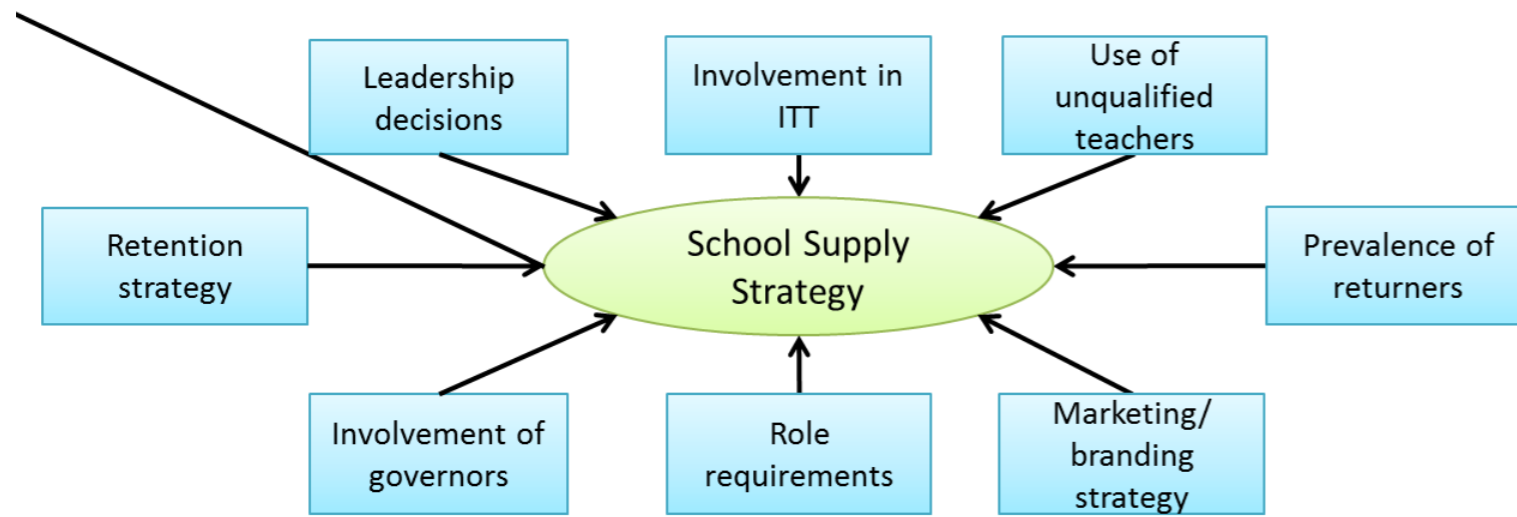 Leadership
decisions
Involvement in
ITT
Use of
unqualified
teachers
Retention
strategy
School Supply
Strategy
Prevalence of
returners
Involvement of
governors
Role
requirements
Marketing/
branding
strategy